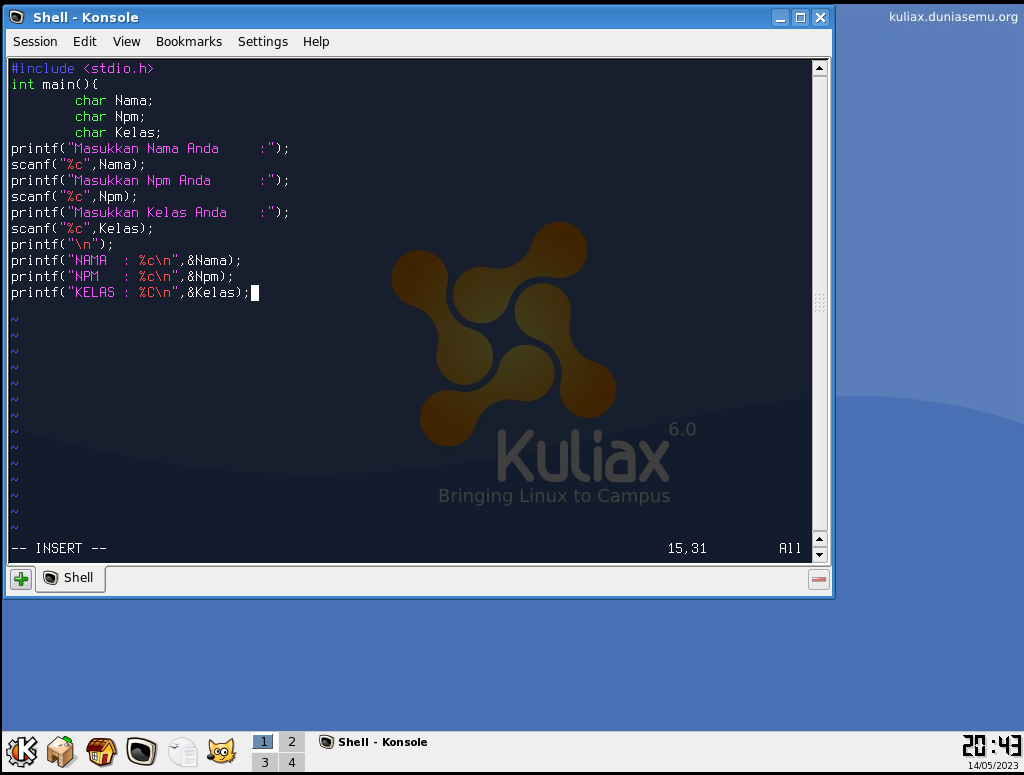 Shell - Konsole
kuliax.duniasemu.org
Session Edit View Bookmarks Settings Help
#include <stdio.h>
int main(){
        char Nama;
        char Npm;
        char Kelas;
printf("Masukkan Nama Anda     :");
scanf("%c",Nama);
printf("Masukkan Npm Anda      :");
scanf("%c",Npm);
printf("Masukkan Kelas Anda    :");
scanf("%c",Kelas);
printf("\n");
printf("NAMA  : %c\n",&Nama);
printf("NPM   : %c\n",&Npm);
printf("KELAS : %C\n",&Kelas);
~
~
~
~
~
~
~
~
~
~
~
~
~
~
6.0
Kuliax
Bringing Linux to Campus
-- INSERT -- 15,31 All
Shell
1 2
3 4
Shell - Konsole
20:43
14/05/2023